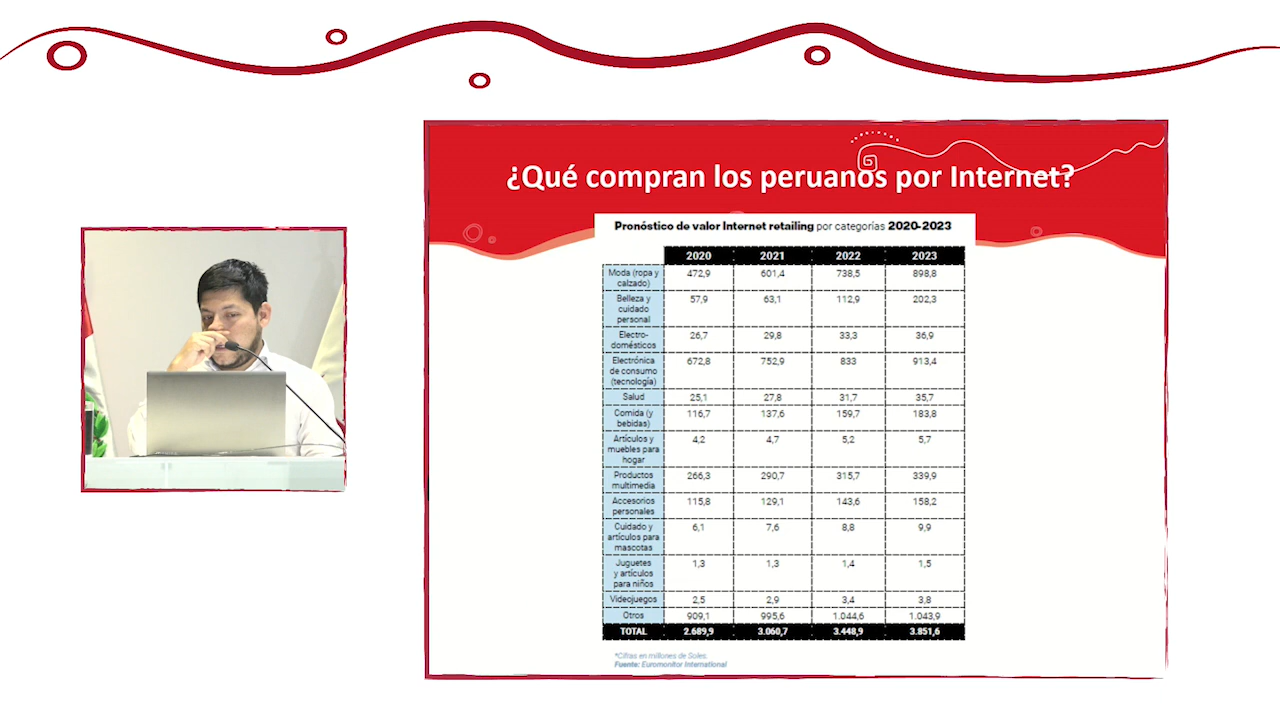 ¿Qué compran los peruanos por Internet?
Pronóstico de valor Internet retailing por categorías 2020-2023
2020 2021 2022 2023
Moda (ropa y calzado) 472,9 601,4 738,5 898,8
Belleza y cuidado personal 57,9 63,1 112,9 202,3
Electro-domésticos 26,7 29,8 33,3 36,9
Electrónica de consumo (tecnología) 672,8 752,9 833 913,4
Salud 25,1 27,8 31,7 35,7
Comida (y bebidas) 116,7 137,6 159,7 183,8
Artículos y muebles para hogar 4,2 4,7 5,2 5,7
Productos multimedia 266,3 290,7 315,7 339,9
Accesorios personales 115,8 129,1 143,6 158,2
Cuidado y artículos para mascotas 6,1 7,6 8,8 9,9
Juguetes y artículos para niños 1,3 1,3 1,4 1,5
Videojuegos 2,5 2,9 3,4 3,8
Otros 909,1 995,6 1.044,6 1.043,9
TOTAL 2.689,9 3.060,7 3.448,9 3.851,6
*Cifras en millones de Soles.
Fuente: Euromonitor International